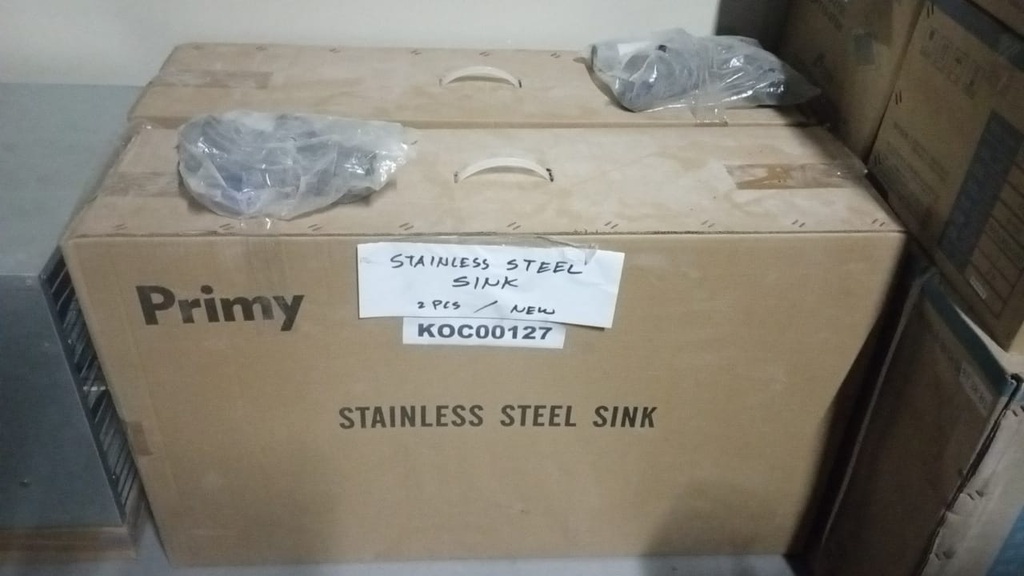 STAINLESS STEEL
SINK
2 PCS / NEW
Primy
KOC00127
STAINLESS STEEL SINK